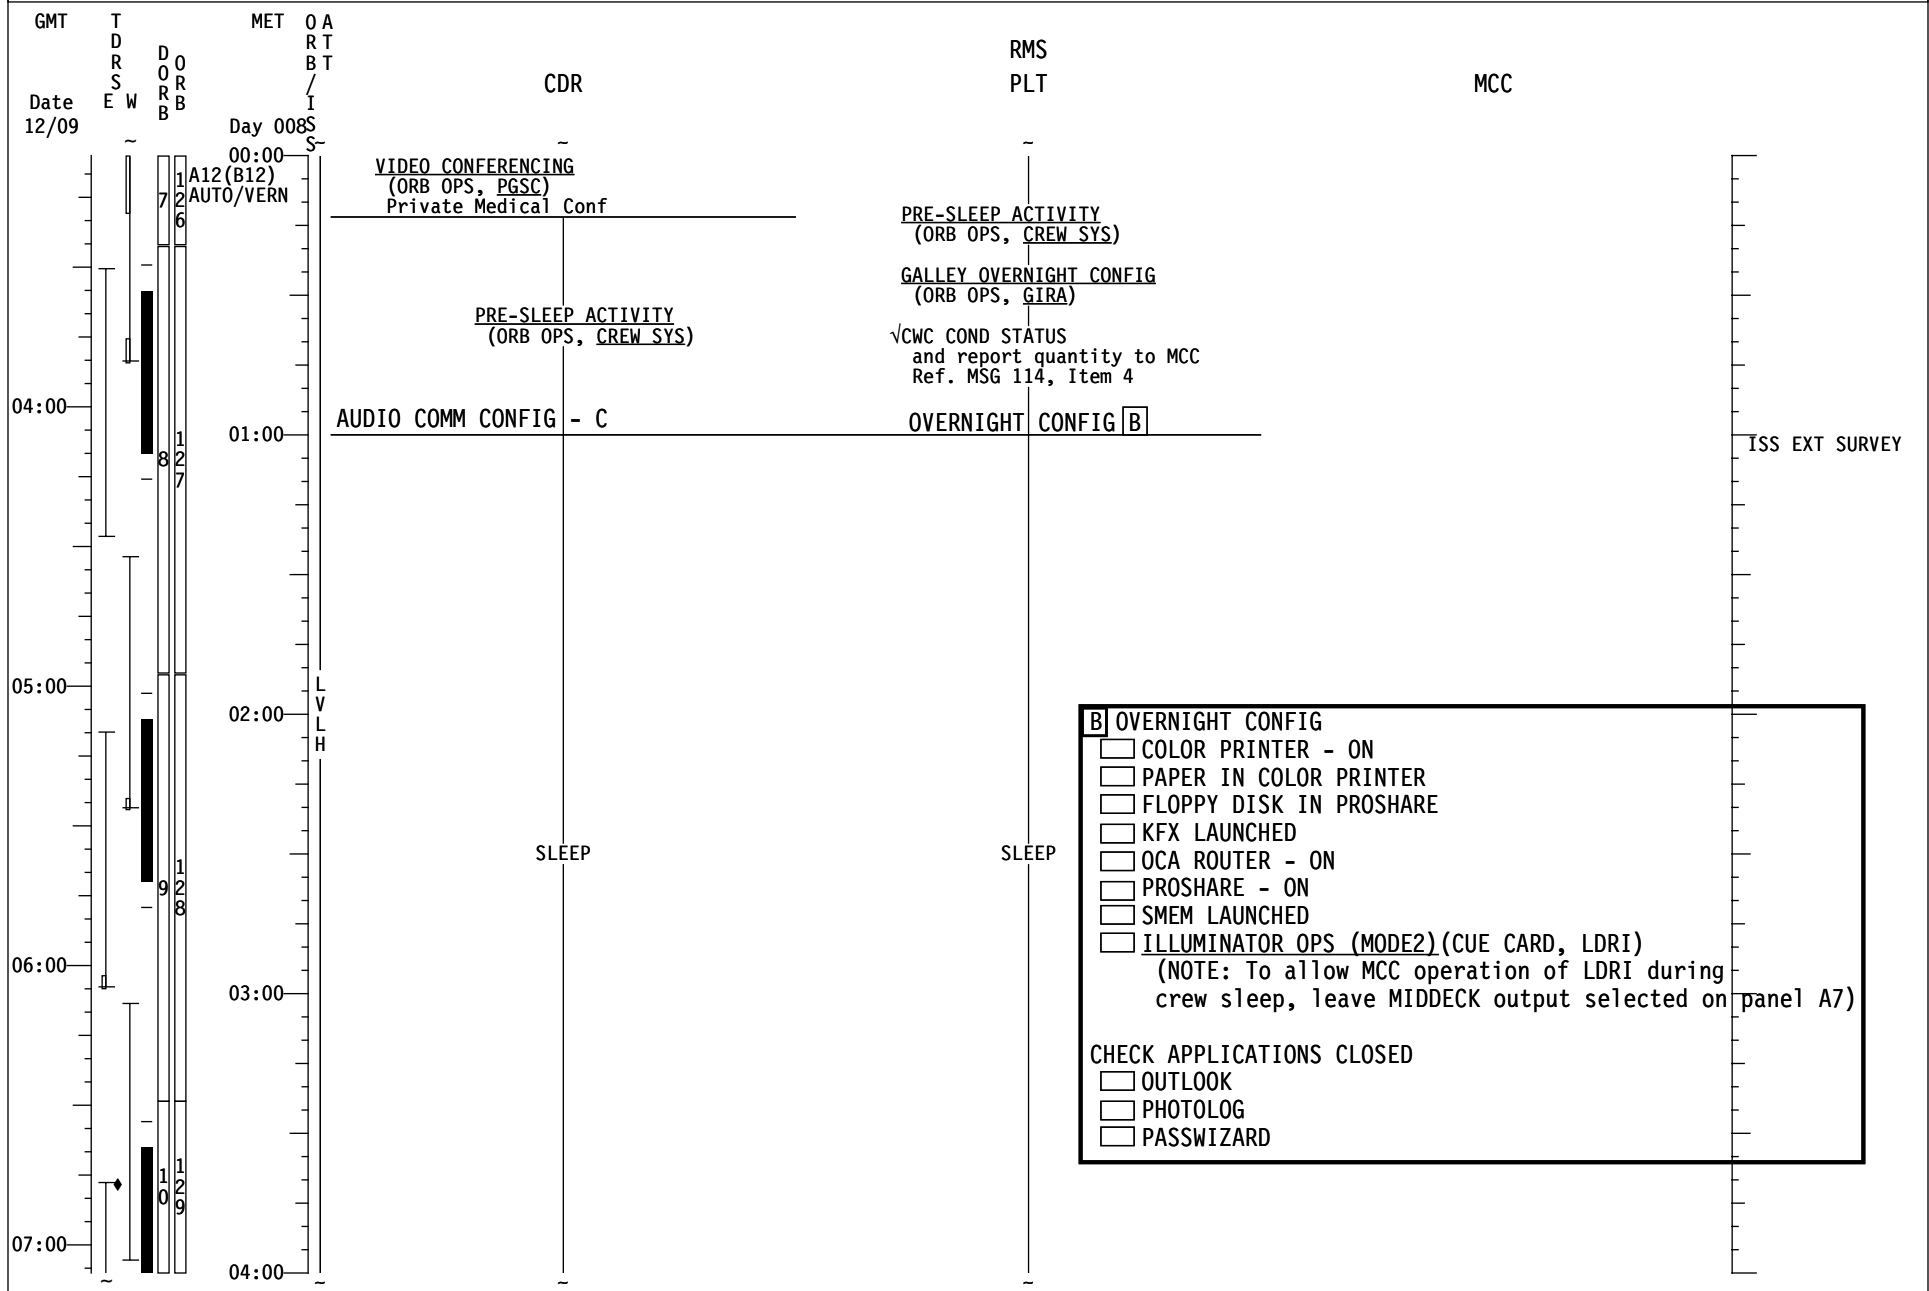 GMT
TDRS
E W
DORB
ORB
MET
ORB/ISS
ATT
Date
12/09
Day 008
CDR
RMS
PLT
MCC
~
~
~
~
00:00
7
126
A12(B12)
AUTO/VERN
VIDEO CONFERENCING
(ORB OPS, PGSC)
Private Medical Conf
PRE-SLEEP ACTIVITY
(ORB OPS, CREW SYS)
GALLEY OVERNIGHT CONFIG
(ORB OPS, GIRA)
PRE-SLEEP ACTIVITY
(ORB OPS, CREW SYS)
√CWC COND STATUS
and report quantity to MCC
Ref. MSG 114, Item 4
04:00
01:00
AUDIO COMM CONFIG - C
OVERNIGHT CONFIG B
ISS EXT SURVEY
8
127
05:00
02:00
LVLH
SLEEP
SLEEP
9
128
B OVERNIGHT CONFIG
COLOR PRINTER - ON
PAPER IN COLOR PRINTER
FLOPPY DISK IN PROSHARE
KFX LAUNCHED
OCA ROUTER - ON
PROSHARE - ON
SMEM LAUNCHED
ILLUMINATOR OPS (MODE2)(CUE CARD, LDRI)
(NOTE: To allow MCC operation of LDRI during
crew sleep, leave MIDDECK output selected on panel A7)
CHECK APPLICATIONS CLOSED
OUTLOOK
PHOTOLOG
PASSWIZARD
06:00
03:00
10
129
07:00
04:00
~
~
~
~